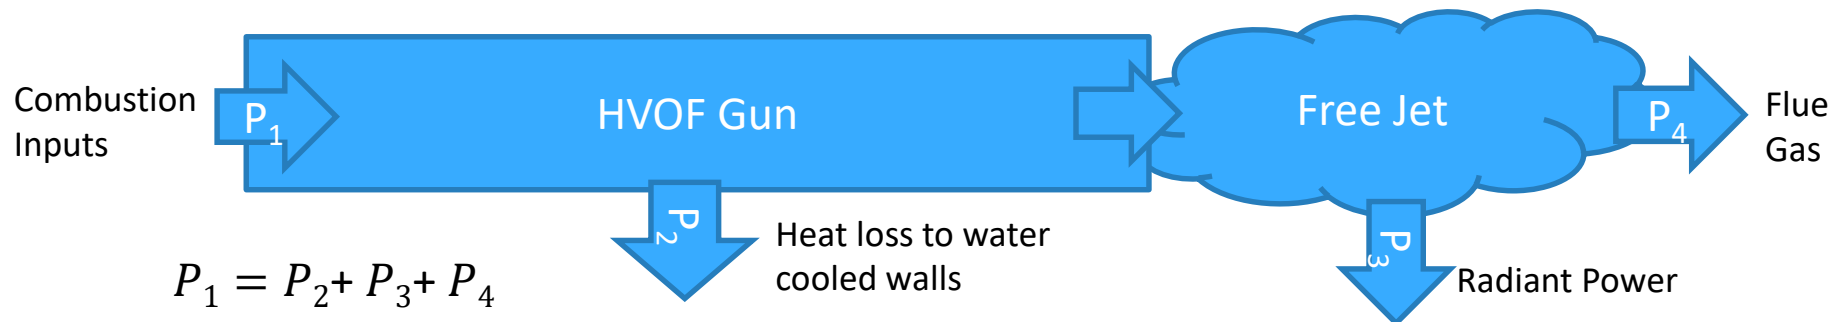 Combustion
Inputs
P₁
HVOF Gun
Free Jet
P₄
Flue
Gas
P₂
Heat loss to water
cooled walls
P₃
Radiant Power
P₁ = P₂+ P₃+ P₄